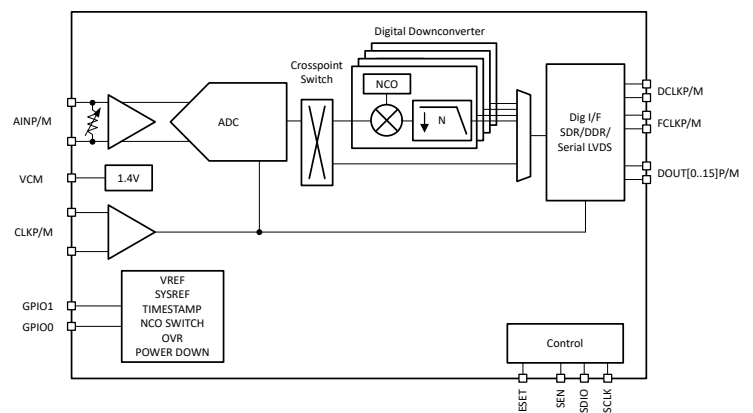 Digital Downconverter
Crosspoint
Switch
NCO
N
AINP/M
ADC
Dig I/F
SDR/DDR/
Serial LVDS
DCLKP/M
FCLKP/M
DOUT[0..15]P/M
VCM
1.4V
CLKP/M
GPIO1
GPIO0
VREF
SYSREF
TIMESTAMP
NCO SWITCH
OVR
POWER DOWN
Control
ESET
SEN
SDIO
SCLK